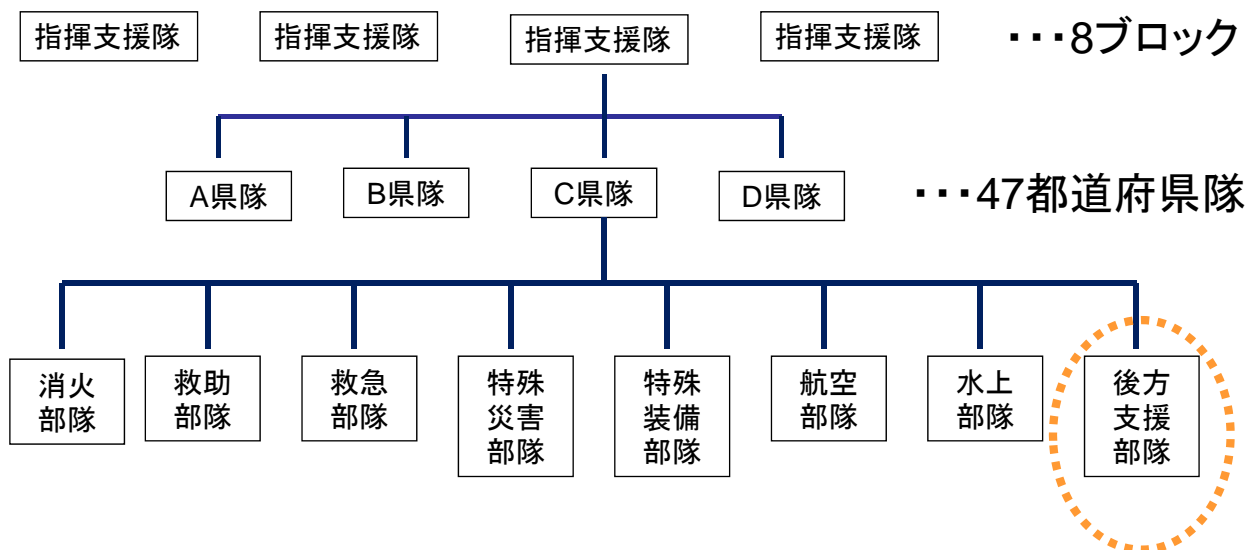 指揮支援隊
指揮支援隊
指揮支援隊
指揮支援隊
・・・8ブロック
A県隊
B県隊
C県隊
D県隊
・・・47都道府県隊
消火
部隊
救助
部隊
救急
部隊
特殊
災害
部隊
特殊
装備
部隊
航空
部隊
水上
部隊
後方
支援
部隊